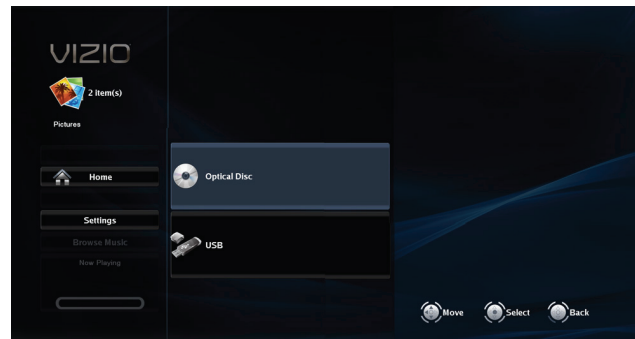 VIZIO
2 item(s)
Pictures
Home
Settings
Browse Music
Now Playing
Optical Disc
USB
Move
Select
Back